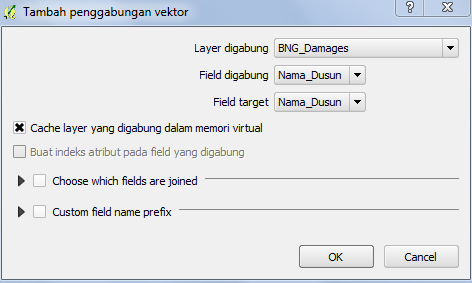 Tambah penggabungan vektor
Layer digabung BNG_Damages
Field digabung Nama_Dusun
Field target Nama_Dusun
Cache layer yang digabung dalam memori virtual
Buat indeks atribut pada field yang digabung
Choose which fields are joined
Custom field name prefix
OK Cancel